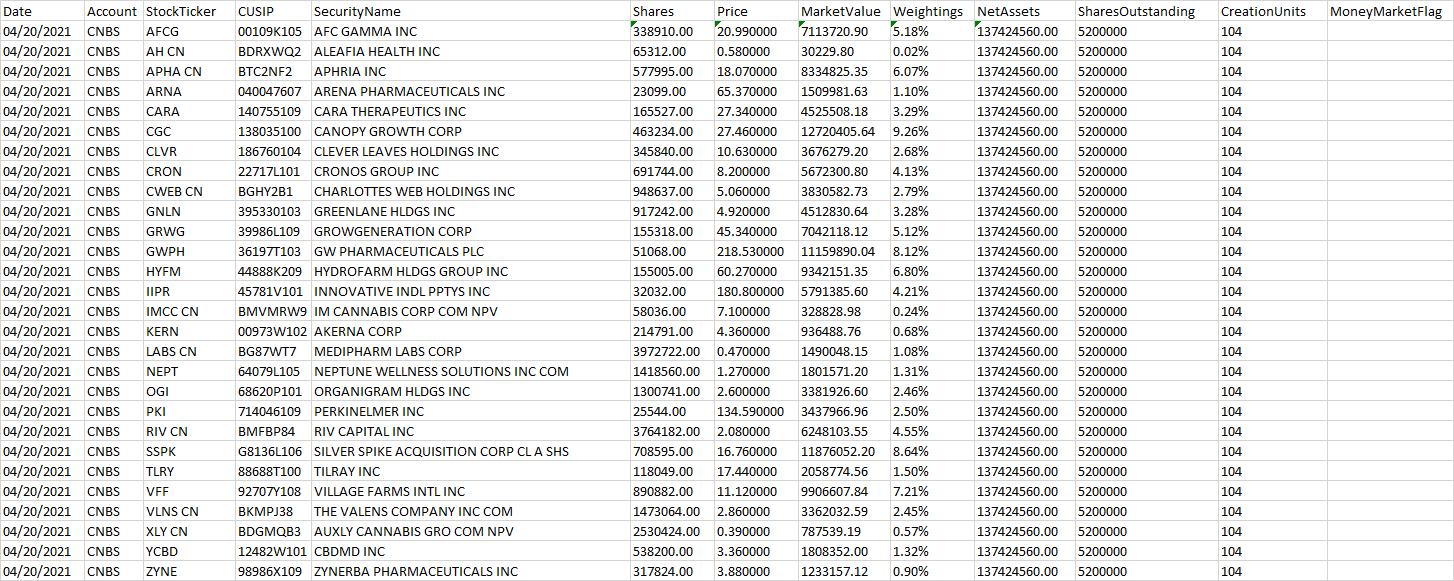 Date Account StockTicker CUSIP SecurityName Shares Price MarketValue Weightings NetAssets SharesOutstanding CreationUnits MoneyMarketFlag
04/20/2021 CNBS AFCG 00109K105 AFC GAMMA INC 338910.00 20.990000 7113720.90 5.18% 137424560.00 5200000 104
04/20/2021 CNBS AH CN BDRXWQ2 ALEAFIA HEALTH INC 65312.00 0.580000 30229.80 0.02% 137424560.00 5200000 104
04/20/2021 CNBS APHA CN BTC2NF2 APHRIA INC 577995.00 18.070000 8334825.35 6.07% 137424560.00 5200000 104
04/20/2021 CNBS ARNA 040047607 ARENA PHARMACEUTICALS INC 23099.00 65.370000 1509981.63 1.10% 137424560.00 5200000 104
04/20/2021 CNBS CARA 140755109 CARA THERAPEUTICS INC 165527.00 27.340000 4525508.18 3.29% 137424560.00 5200000 104
04/20/2021 CNBS CGC 138035100 CANOPY GROWTH CORP 463234.00 27.460000 12720405.64 9.26% 137424560.00 5200000 104
04/20/2021 CNBS CLVR 186760104 CLEVER LEAVES HOLDINGS INC 345840.00 10.630000 3676279.20 2.68% 137424560.00 5200000 104
04/20/2021 CNBS CRON 22717L101 CRONOS GROUP INC 691744.00 8.200000 5672300.80 4.13% 137424560.00 5200000 104
04/20/2021 CNBS CWEB CN BGHY2B1 CHARLOTTES WEB HOLDINGS INC 948637.00 5.060000 3830582.73 2.79% 137424560.00 5200000 104
04/20/2021 CNBS GNLN 395330103 GREENLANE HLDGS INC 917242.00 4.920000 4512830.64 3.28% 137424560.00 5200000 104
04/20/2021 CNBS GRWG 39986L109 GROWGENERATION CORP 155318.00 45.340000 7042118.12 5.12% 137424560.00 5200000 104
04/20/2021 CNBS GWPH 36197T103 GW PHARMACEUTICALS PLC 51068.00 218.530000 11159890.04 8.12% 137424560.00 5200000 104
04/20/2021 CNBS HYFM 44888K209 HYDROFARM HLDGS GROUP INC 155005.00 60.270000 9342151.35 6.80% 137424560.00 5200000 104
04/20/2021 CNBS IIPR 45781V101 INNOVATIVE INDL PPTYS INC 32032.00 180.800000 5791385.60 4.21% 137424560.00 5200000 104
04/20/2021 CNBS IMCC CN BMVMRW9 IM CANNABIS CORP COM NPV 58036.00 7.100000 328828.98 0.24% 137424560.00 5200000 104
04/20/2021 CNBS KERN 00973W102 AKERNA CORP 214791.00 4.360000 936488.76 0.68% 137424560.00 5200000 104
04/20/2021 CNBS LABS CN BG87WT7 MEDIPHARM LABS CORP 3972722.00 0.470000 1490048.15 1.08% 137424560.00 5200000 104
04/20/2021 CNBS NEPT 64079L105 NEPTUNE WELLNESS SOLUTIONS INC COM 1418560.00 1.270000 1801571.20 1.31% 137424560.00 5200000 104
04/20/2021 CNBS OGI 68620P101 ORGANIGRAM HLDGS INC 1300741.00 2.600000 3381926.60 2.46% 137424560.00 5200000 104
04/20/2021 CNBS PKI 714046109 PERKINELMER INC 25544.00 134.590000 3437966.96 2.50% 137424560.00 5200000 104
04/20/2021 CNBS RIV CN BMFBP84 RIV CAPITAL INC 3764182.00 2.080000 6248103.55 4.55% 137424560.00 5200000 104
04/20/2021 CNBS SSPK G8136L106 SILVER SPIKE ACQUISITION CORP CL A SHS 708595.00 16.760000 11876052.20 8.64% 137424560.00 5200000 104
04/20/2021 CNBS TLRY 88688T100 TILRAY INC 118049.00 17.440000 2058774.56 1.50% 137424560.00 5200000 104
04/20/2021 CNBS VFF 92707Y108 VILLAGE FARMS INTL INC 890882.00 11.120000 9906607.84 7.21% 137424560.00 5200000 104
04/20/2021 CNBS VLNS CN BKMPJ38 THE VALENS COMPANY INC COM 1473064.00 2.860000 3362032.59 2.45% 137424560.00 5200000 104
04/20/2021 CNBS XLY CN BDGMQB3 AUXLY CANNABIS GRO COM NPV 2530424.00 0.390000 787539.19 0.57% 137424560.00 5200000 104
04/20/2021 CNBS YCBD 12482W101 CBDMD INC 538200.00 3.360000 1808352.00 1.32% 137424560.00 5200000 104
04/20/2021 CNBS ZYNE 98986X109 ZYNERBA PHARMACEUTICALS INC 317824.00 3.880000 1233157.12 0.90% 137424560.00 5200000 104